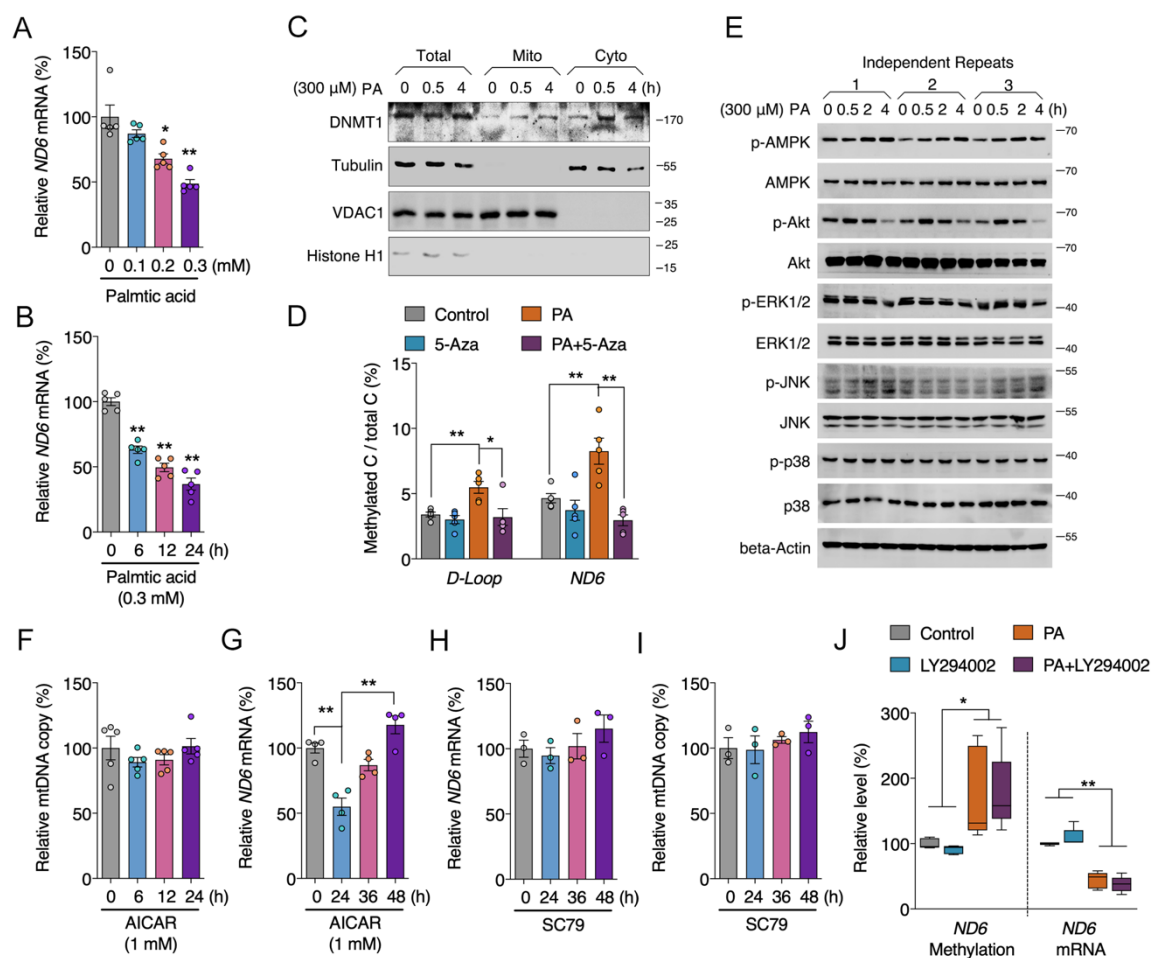 A
Relative ND6 mRNA (%)
150
100
50
0
*
**
0 0.1 0.2 0.3 (mM)
Palmtic acid
B
Relative ND6 mRNA (%)
150
100
50
0
** ** **
0 6 12 24 (h)
Palmtic acid
(0.3 mM)
C
Total Mito Cyto
(300 μM) PA 0 0.5 4 0 0.5 4 0 0.5 4 (h)
DNMT1 –170
Tubulin –55
VDAC1 –35
–25
Histone H1 –25
–15
D
Control PA
5-Aza PA+5-Aza
Methylated C / total C (%)
15
10
5
0
** * ** **
D-Loop ND6
E
Independent Repeats
1 2 3
(300 μM) PA 0 0.5 2 4 0 0.5 2 4 0 0.5 2 4 (h)
p-AMPK –70
AMPK –70
p-Akt –70
Akt –70
p-ERK1/2 –40
ERK1/2 –40
p-JNK –55
JNK –55
p-p38 –40
p38 –40
beta-Actin –55
F
Relative mtDNA copy (%)
150
100
50
0
0 6 12 24 (h)
AICAR
(1 mM)
G
Relative ND6 mRNA (%)
150
100
50
0
** **
0 24 36 48 (h)
AICAR
(1 mM)
H
Relative ND6 mRNA (%)
150
100
50
0
0 24 36 48 (h)
SC79
I
Relative mtDNA copy (%)
150
100
50
0
0 24 36 48 (h)
SC79
J
Control PA
LY294002 PA+LY294002
Relative level (%)
300
200
100
0
* **
ND6 ND6
Methylation mRNA